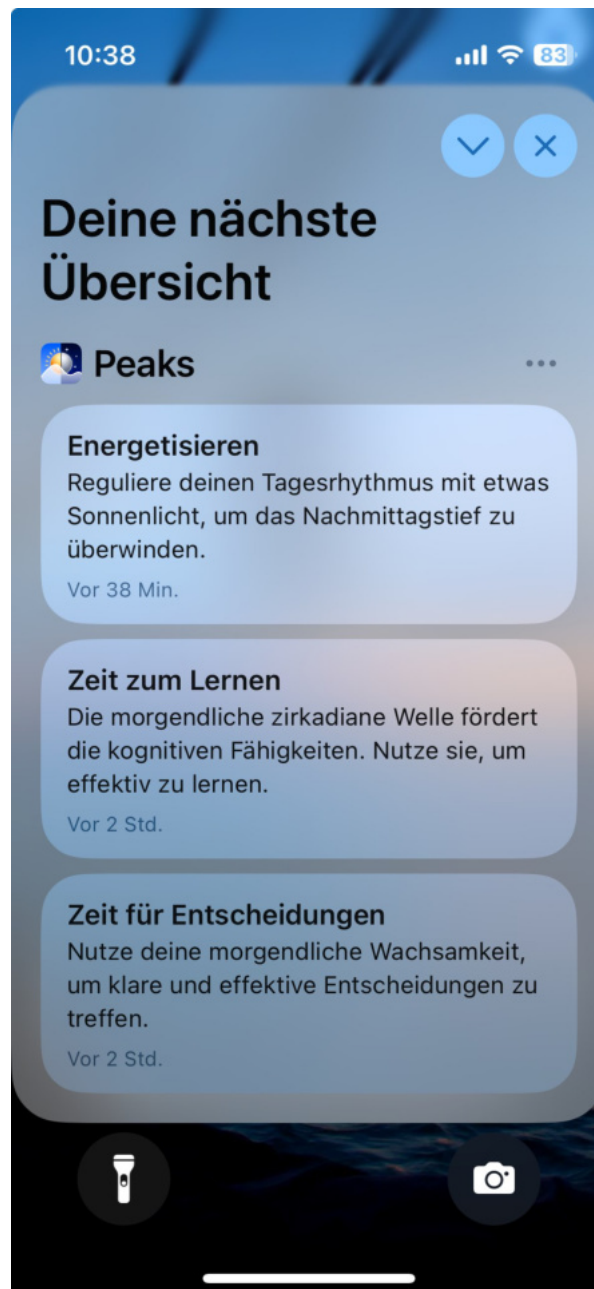 10:38
83
Deine nächste
Übersicht
Peaks
Energetisieren
Reguliere deinen Tagesrhythmus mit etwas
Sonnenlicht, um das Nachmittagstief zu
überwinden.
Vor 38 Min.
Zeit zum Lernen
Die morgendliche zirkadiane Welle fördert
die kognitiven Fähigkeiten. Nutze sie, um
effektiv zu lernen.
Vor 2 Std.
Zeit für Entscheidungen
Nutze deine morgendliche Wachsamkeit,
um klare und effektive Entscheidungen zu
treffen.
Vor 2 Std.